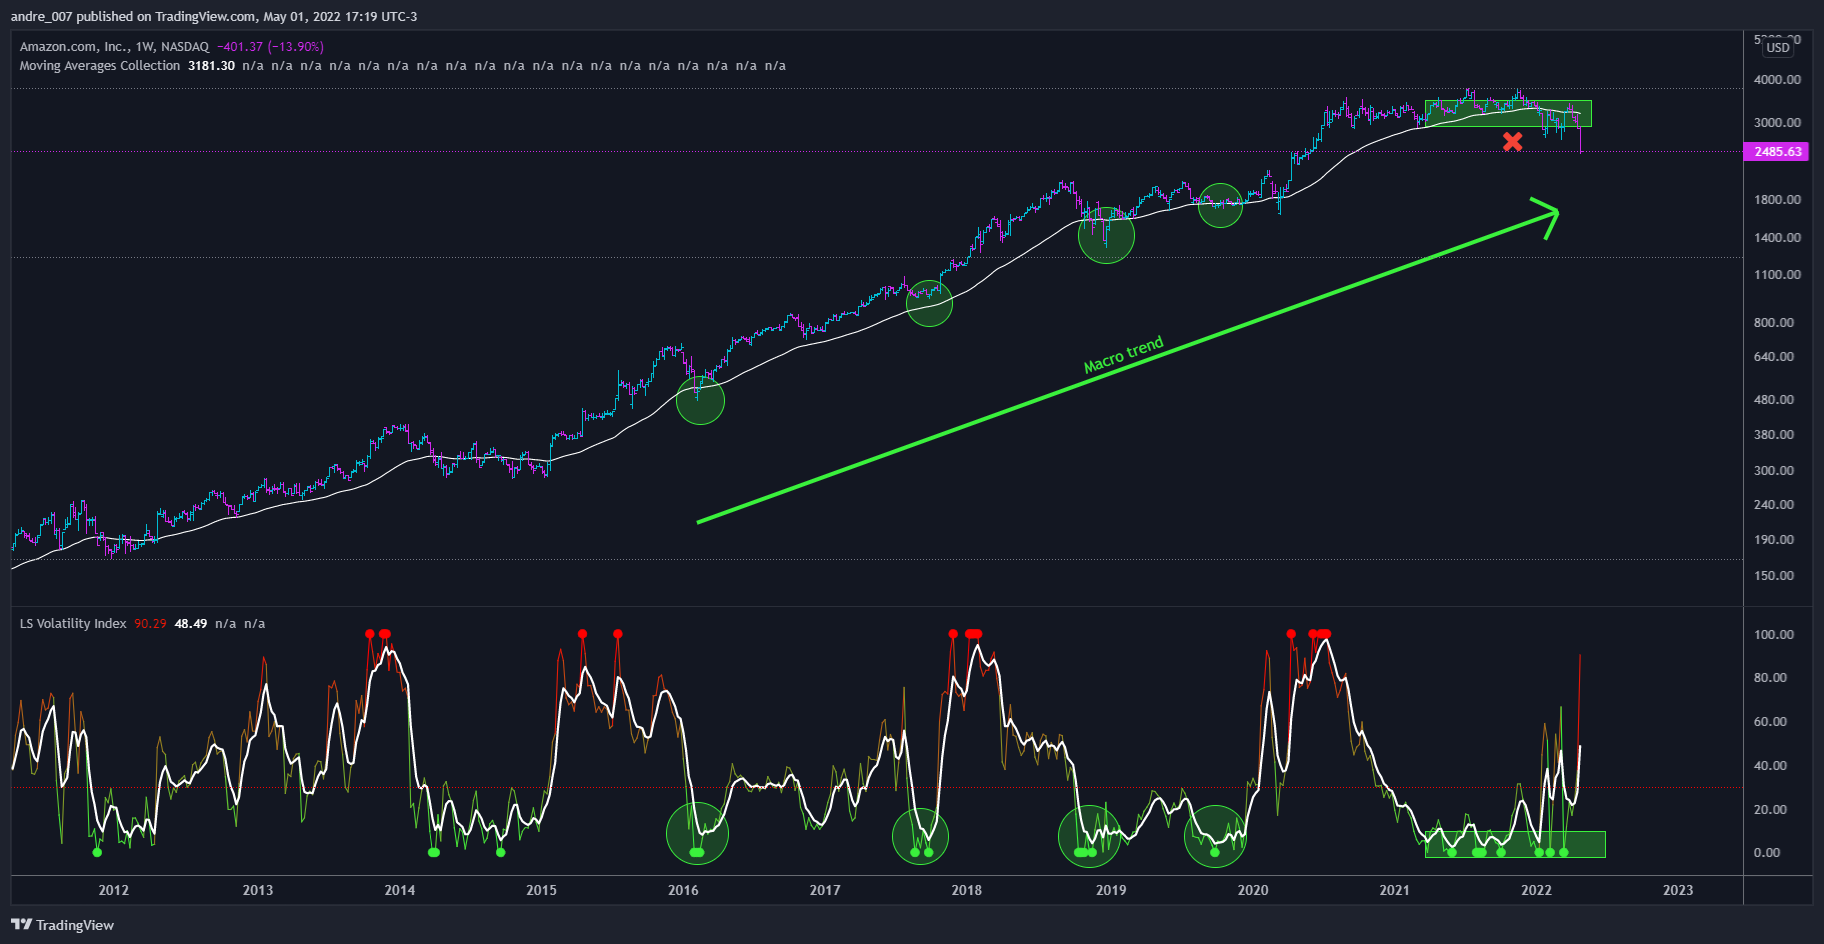 andre_007 published on TradingView.com, May 01, 2022 17:19 UTC-3
Amazon.com, Inc., 1W, NASDAQ −401.37 (−13.90%)
Moving Averages Collection 3181.30 n/a n/a n/a n/a n/a n/a n/a n/a n/a n/a n/a n/a n/a n/a n/a n/a n/a n/a n/a
USD
4000.00
3000.00
2485.63
1800.00
1400.00
1100.00
800.00
640.00
480.00
380.00
300.00
240.00
190.00
150.00
Macro trend
LS Volatility Index 90.29 48.49 n/a n/a
100.00
80.00
60.00
40.00
20.00
0.00
2012 2013 2014 2015 2016 2017 2018 2019 2020 2021 2022 2023
TradingView